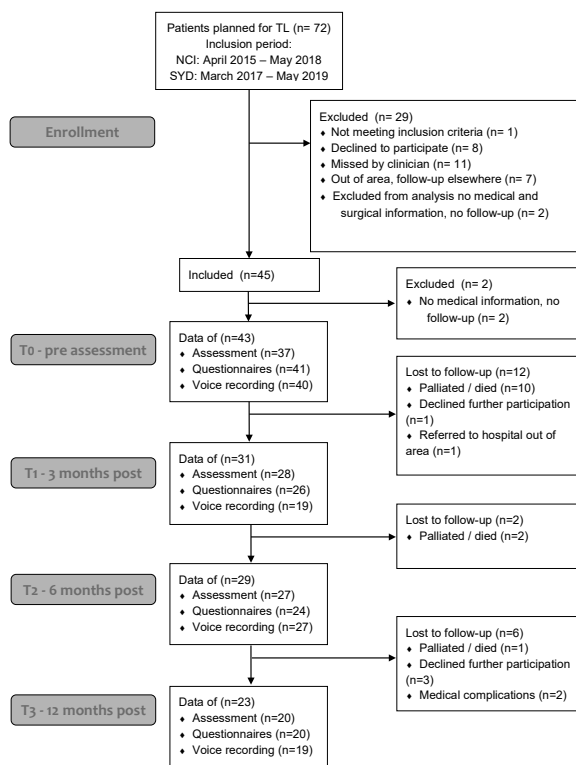 Patients planned for TL (n= 72)
Inclusion period:
NCI: April 2015 – May 2018
SYD: March 2017 – May 2019
Enrollment
Excluded (n= 29)
♦ Not meeting inclusion criteria (n= 1)
♦ Declined to participate (n= 8)
♦ Missed by clinician (n= 11)
♦ Out of area, follow-up elsewhere (n= 7)
♦ Excluded from analysis no medical and
surgical information, no follow-up (n= 2)
Included (n=45)
Excluded (n= 2)
♦ No medical information, no
follow-up (n= 2)
T0 - pre assessment
Data of (n=43)
♦ Assessment (n=37)
♦ Questionnaires (n=41)
♦ Voice recording (n=40)
Lost to follow-up (n=12)
♦ Palliated / died (n=10)
♦ Declined further participation
(n=1)
♦ Referred to hospital out of
area (n=1)
T1 - 3 months post
Data of (n=31)
♦ Assessment (n=28)
♦ Questionnaires (n=26)
♦ Voice recording (n=19)
Lost to follow-up (n=2)
♦ Palliated / died (n=2)
T2 - 6 months post
Data of (n=29)
♦ Assessment (n=27)
♦ Questionnaires (n=24)
♦ Voice recording (n=27)
Lost to follow-up (n=6)
♦ Palliated / died (n=1)
♦ Declined further participation
(n=3)
♦ Medical complications (n=2)
T3 - 12 months post
Data of (n=23)
♦ Assessment (n=20)
♦ Questionnaires (n=20)
♦ Voice recording (n=19)